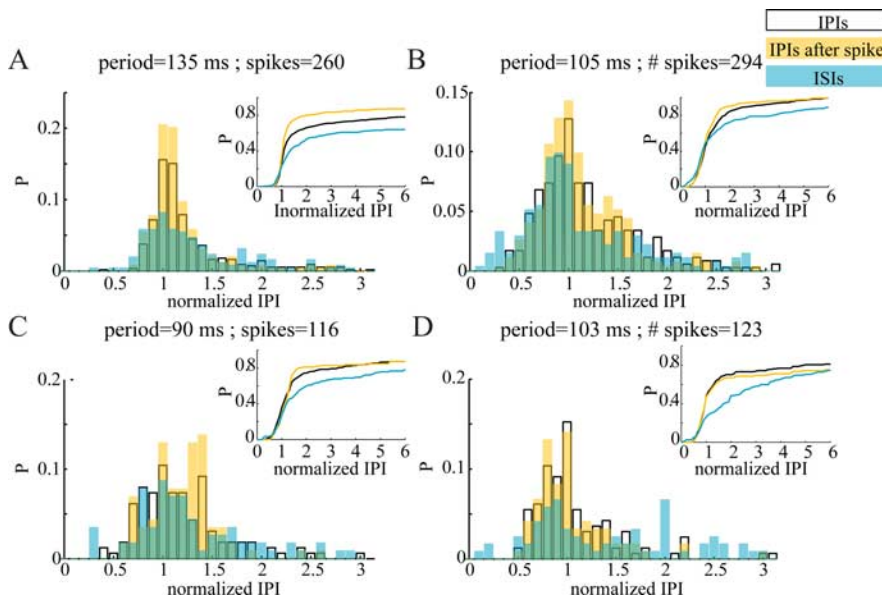 IPIs
IPIs after spike
ISIs
A
period=135 ms ; spikes=260
0.2
0.1
0
P
0 0.5 1 1.5 2 2.5 3
normalized IPI
0.8
0.4
0
P
0 1 2 3 4 5 6
Inormalized IPI
B
period=105 ms ; # spikes=294
0.15
0.10
0.05
0
P
0 0.5 1 1.5 2 2.5 3
normalized IPI
0.8
0.4
0
P
0 1 2 3 4 5 6
normalized IPI
C
period=90 ms ; spikes=116
0.2
0.1
0
P
0 0.5 1 1.5 2 2.5 3
normalized IPI
0.8
0.4
0
P
0 1 2 3 4 5 6
normalized IPI
D
period=103 ms ; # spikes=123
0.2
0.1
0
P
0 0.5 1 1.5 2 2.5 3
normalized IPI
0.8
0.4
0
P
0 1 2 3 4 5 6
normalized IPI